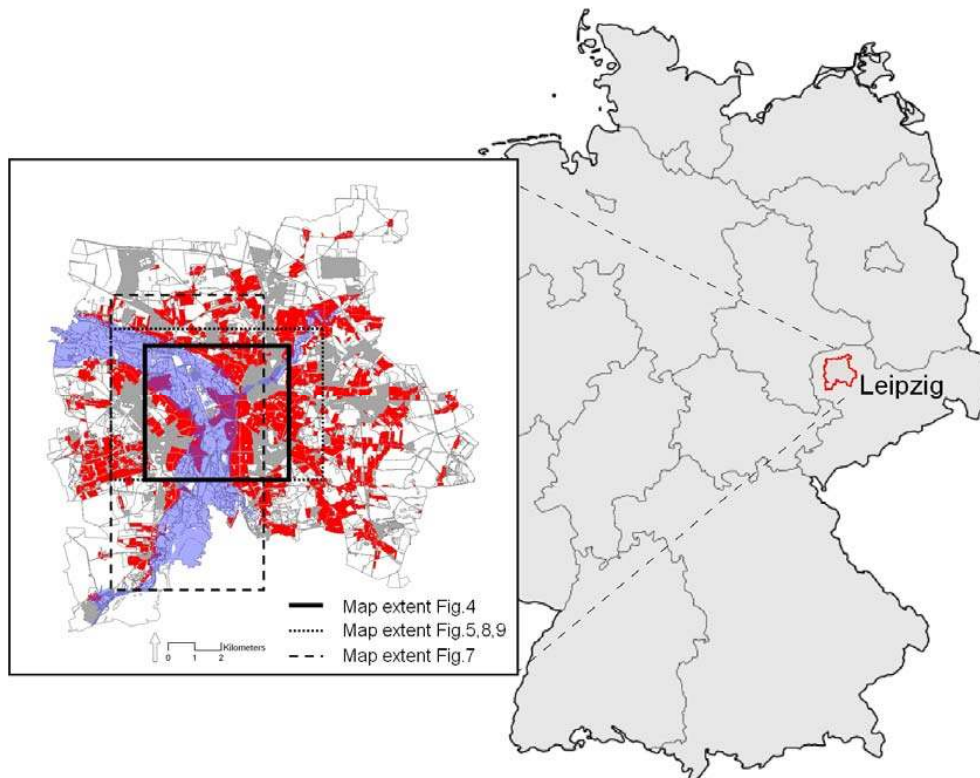 Leipzig
Map extent Fig.4
Map extent Fig.5,8,9
Map extent Fig.7
Kilometers
0 1 2